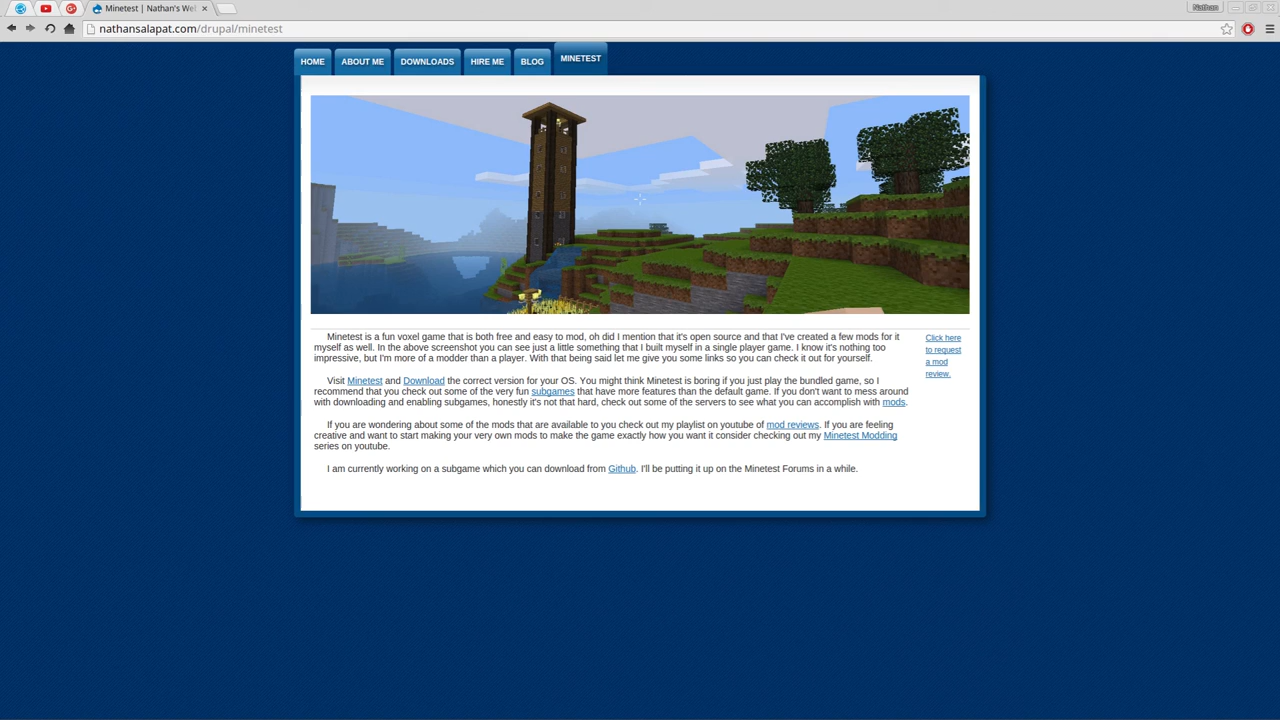 Minetest | Nathan's We
Nathan
nathansalapat.com/drupal/minetest
HOME
ABOUT ME
DOWNLOADS
HIRE ME
BLOG
MINETEST
Minetest is a fun voxel game that is both free and easy to mod, oh did I mention that it's open source and that I've created a few mods for it
myself as well. In the above screenshot you can see just a little something that I built myself in a single player game. I know it's nothing too
impressive, but I'm more of a modder than a player. With that being said let me give you some links so you can check it out for yourself.
Visit Minetest and Download the correct version for your OS. You might think Minetest is boring if you just play the bundled game, so I
recommend that you check out some of the very fun subgames that have more features than the default game. If you don't want to mess around
with downloading and enabling subgames, honestly it's not that hard, check out some of the servers to see what you can accomplish with mods.
If you are wondering about some of the mods that are available to you check out my playlist on youtube of mod reviews. If you are feeling
creative and want to start making your very own mods to make the game exactly how you want it consider checking out my Minetest Modding
series on youtube.
I am currently working on a subgame which you can download from Github. I'll be putting it up on the Minetest Forums in a while.
Click here
to request
a mod
review.